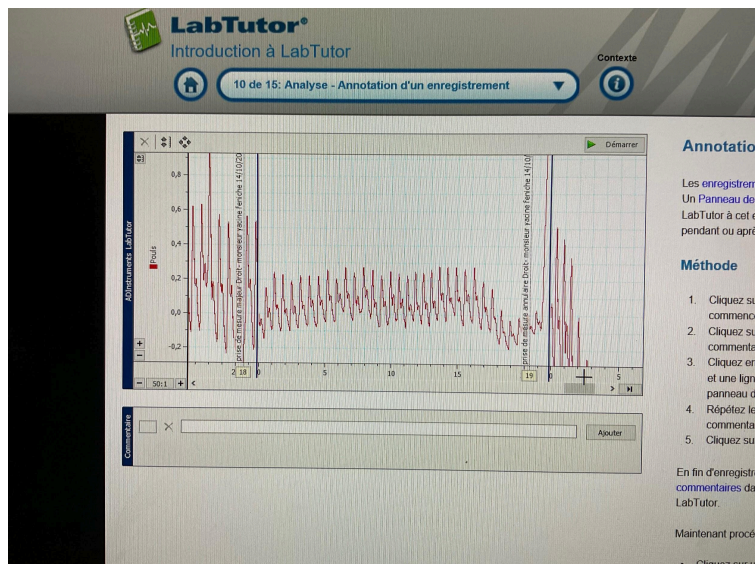 LabTutor®
Introduction à LabTutor
10 de 15: Analyse - Annotation d'un enregistrement
Contexte
Démarrer
ADInstruments LabTutor
Pouls
0,8
0,6
0,4
0,2
0,0
-0,2
prise de mesure majeur Droit- monsieur yacine feniche 14/10/20
prise de mesure annulaire Droit- monsieur yacine feniche 14/10/
2
18
0
5
10
15
19
0
5
50:1
Commentaire
Ajouter
Annotatio
Les enregistrem
Un Panneau de
LabTutor à cet e
pendant ou aprè
Méthode
1. Cliquez su
commenc
2. Cliquez su
commenta
3. Cliquez en
et une lign
panneau d
4. Répétez le
commenta
5. Cliquez su
En fin d'enregistr
commentaires da
LabTutor.
Maintenant procé